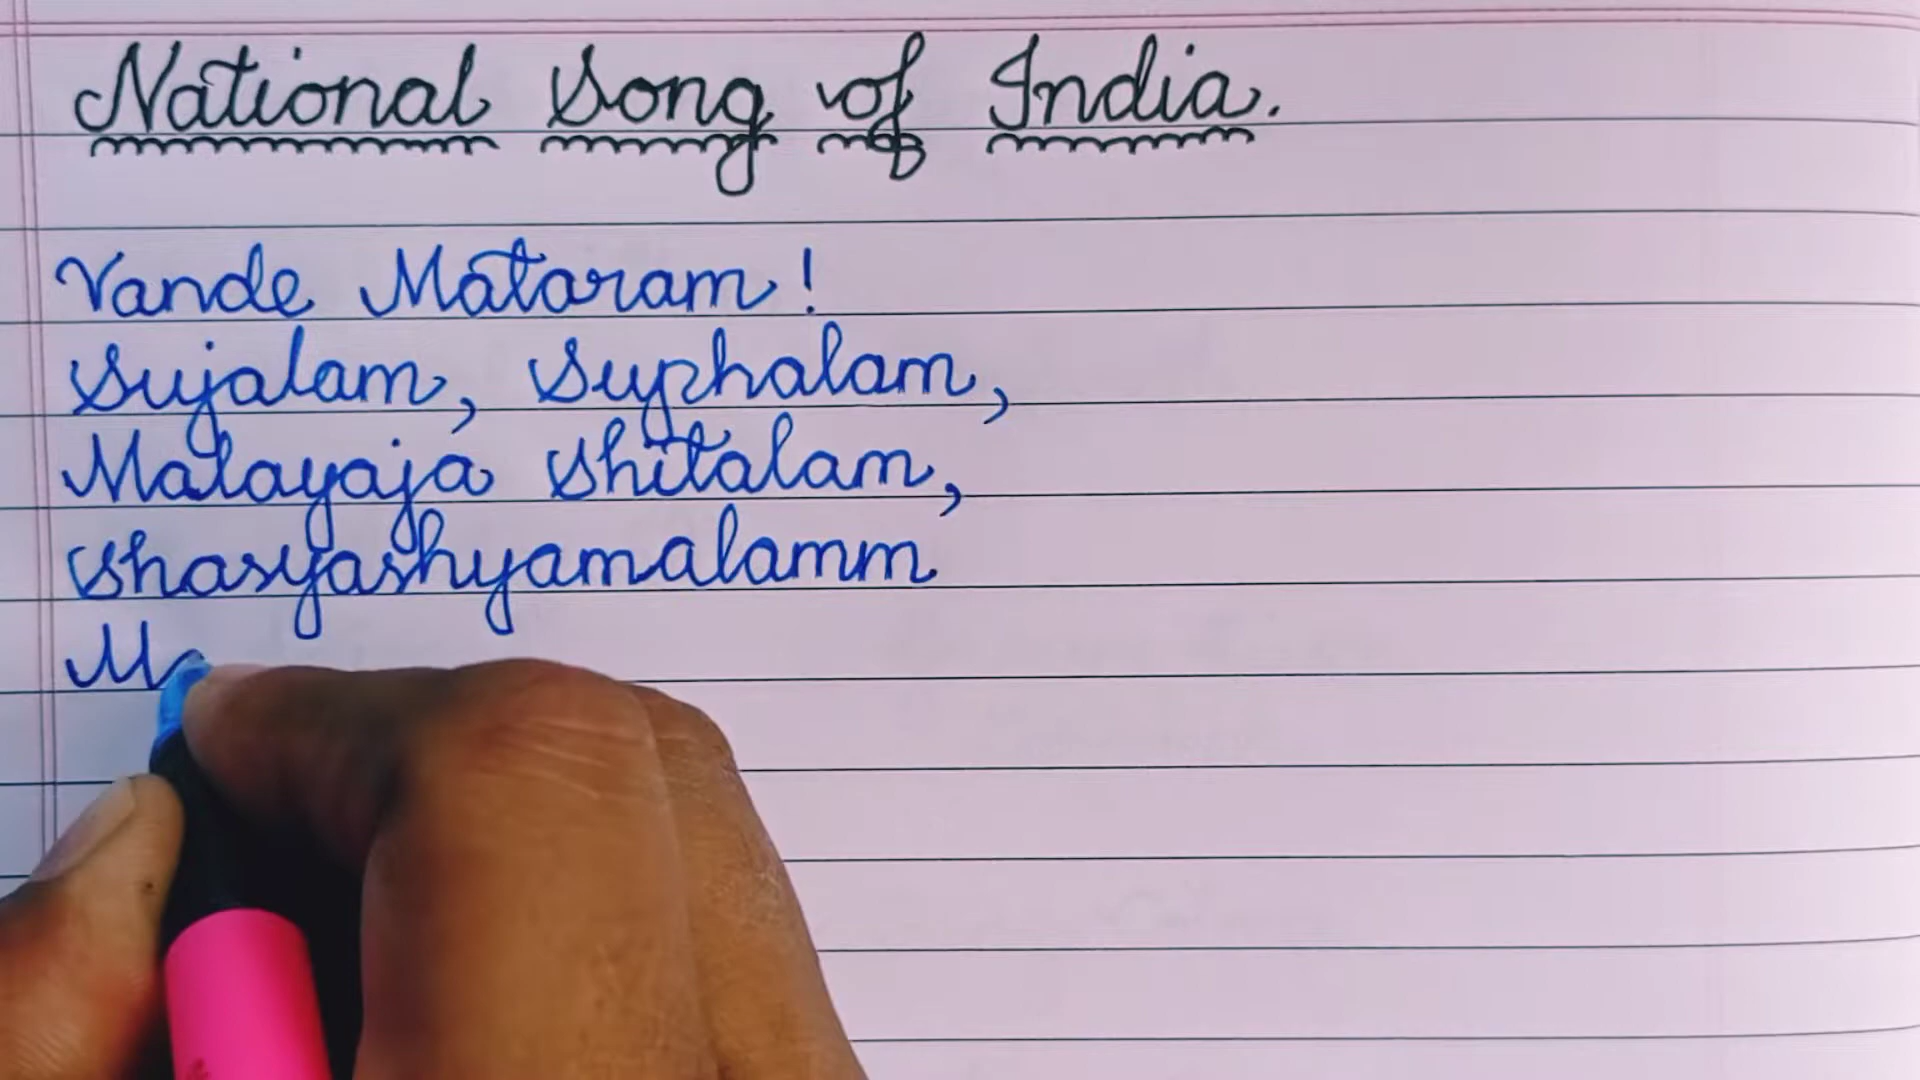 National Song of India.
Vande Mataram!
Sujalam, Suphalam,
Malayaja Shitalam,
Shasyashyamalamm